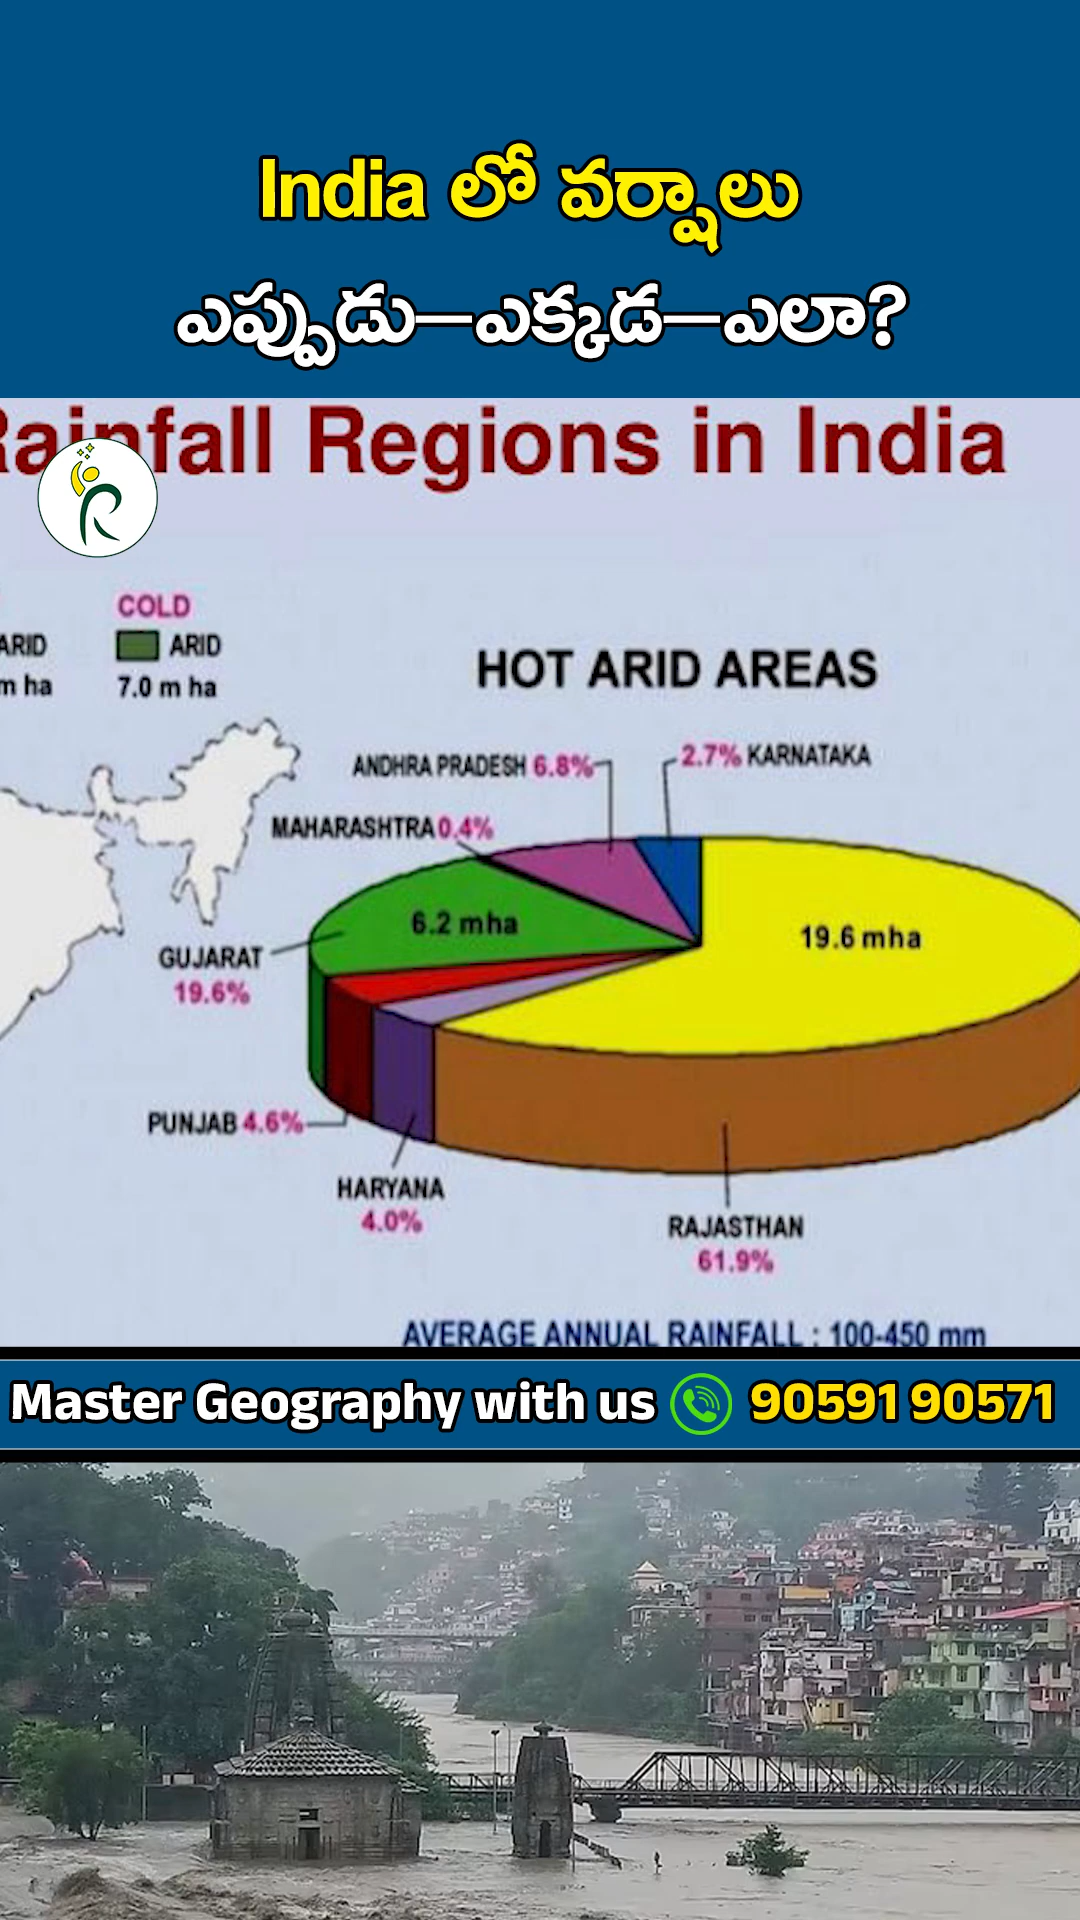 India లో వర్షాలు
ఎప్పుడు–ఎక్కడ–ఎలా?
Rainfall Regions in India
COLD
ARID
ARID
m ha
7.0 m ha
HOT ARID AREAS
ANDHRA PRADESH 6.8%
2.7% KARNATAKA
MAHARASHTRA 0.4%
6.2 mha
19.6 mha
GUJARAT
19.6%
PUNJAB 4.6%
HARYANA
4.0%
RAJASTHAN
61.9%
AVERAGE ANNUAL RAINFALL : 100-450 mm
Master Geography with us 90591 90571